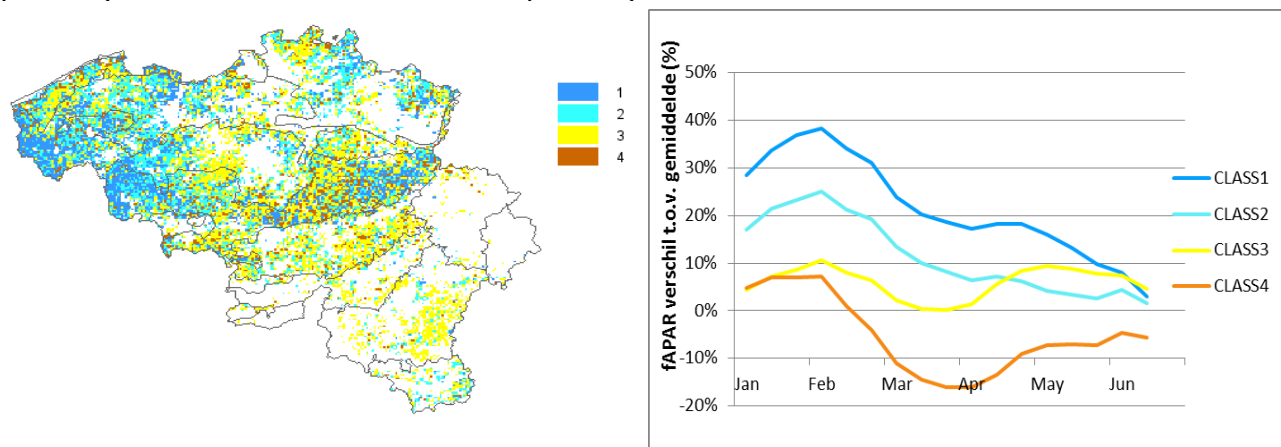 1
2
3
4
fAPAR verschil t.o.v. gemiddelde(%)
50%
40%
30%
20%
10%
0%
-10%
-20%
Jan Feb Mar Apr May Jun
CLASS1
CLASS2
CLASS3
CLASS4